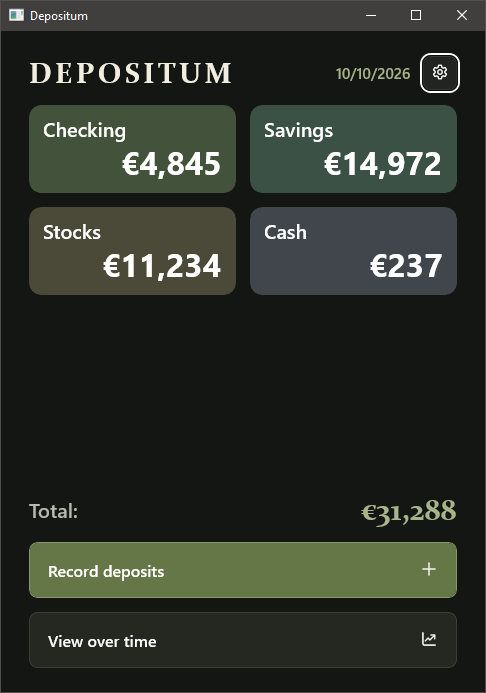 Depositum
DEPOSITUM
10/10/2026
Checking
€4,845
Savings
€14,972
Stocks
€11,234
Cash
€237
Total:
€31,288
Record deposits
View over time